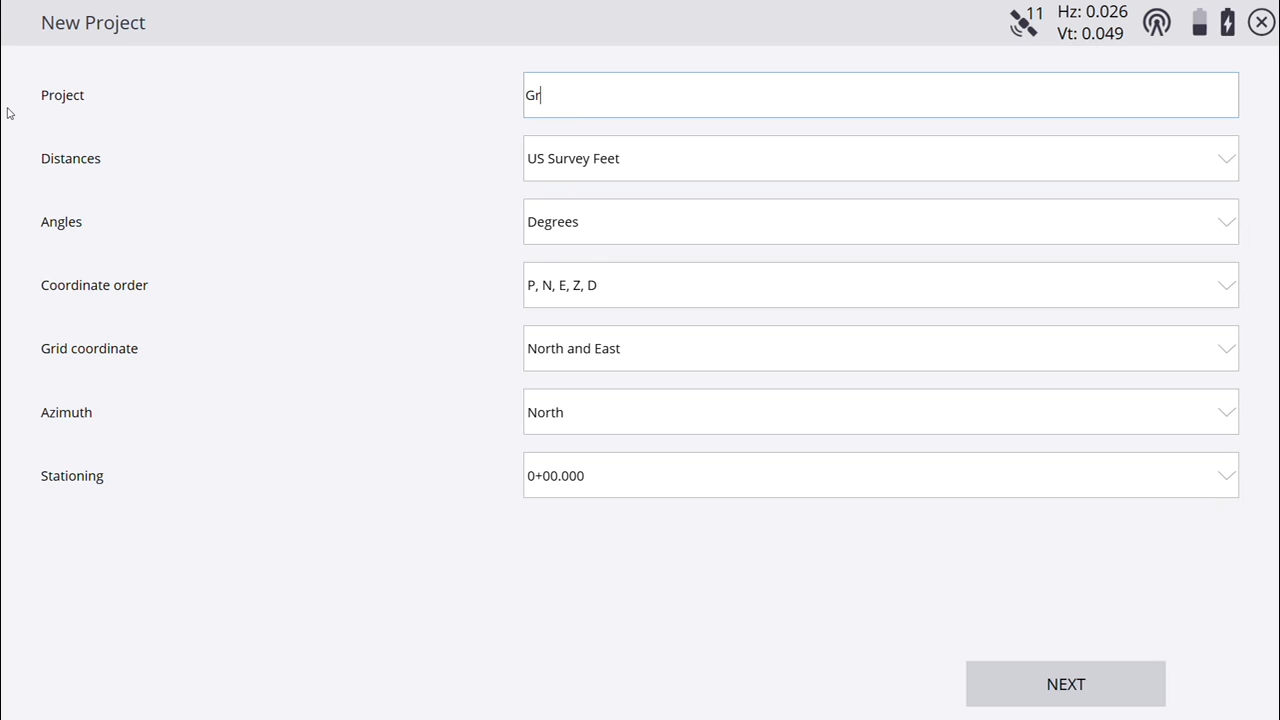 New Project
11
Hz: 0.026
Vt: 0.049
Project
Gr
Distances
US Survey Feet
Angles
Degrees
Coordinate order
P, N, E, Z, D
Grid coordinate
North and East
Azimuth
North
Stationing
0+00.000
NEXT